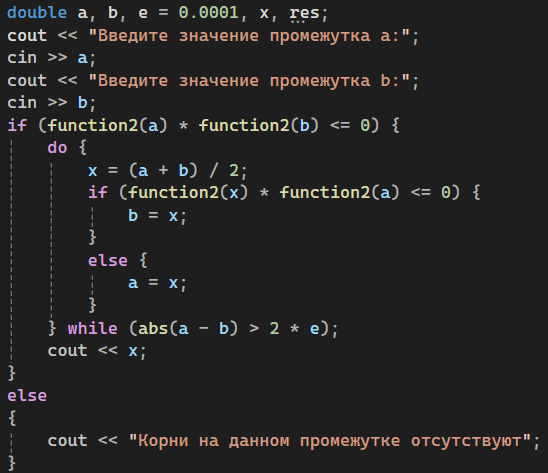 double a, b, e = 0.0001, x, res;
cout << "Введите значение промежутка a:";
cin >> a;
cout << "Введите значение промежутка b:";
cin >> b;
if (function2(a) * function2(b) <= 0) {
    do {
        x = (a + b) / 2;
        if (function2(x) * function2(a) <= 0) {
            b = x;
        }
        else {
            a = x;
        }
    } while (abs(a - b) > 2 * e);
    cout << x;
}
else
{
    cout << "Корни на данном промежутке отсутствуют";
}